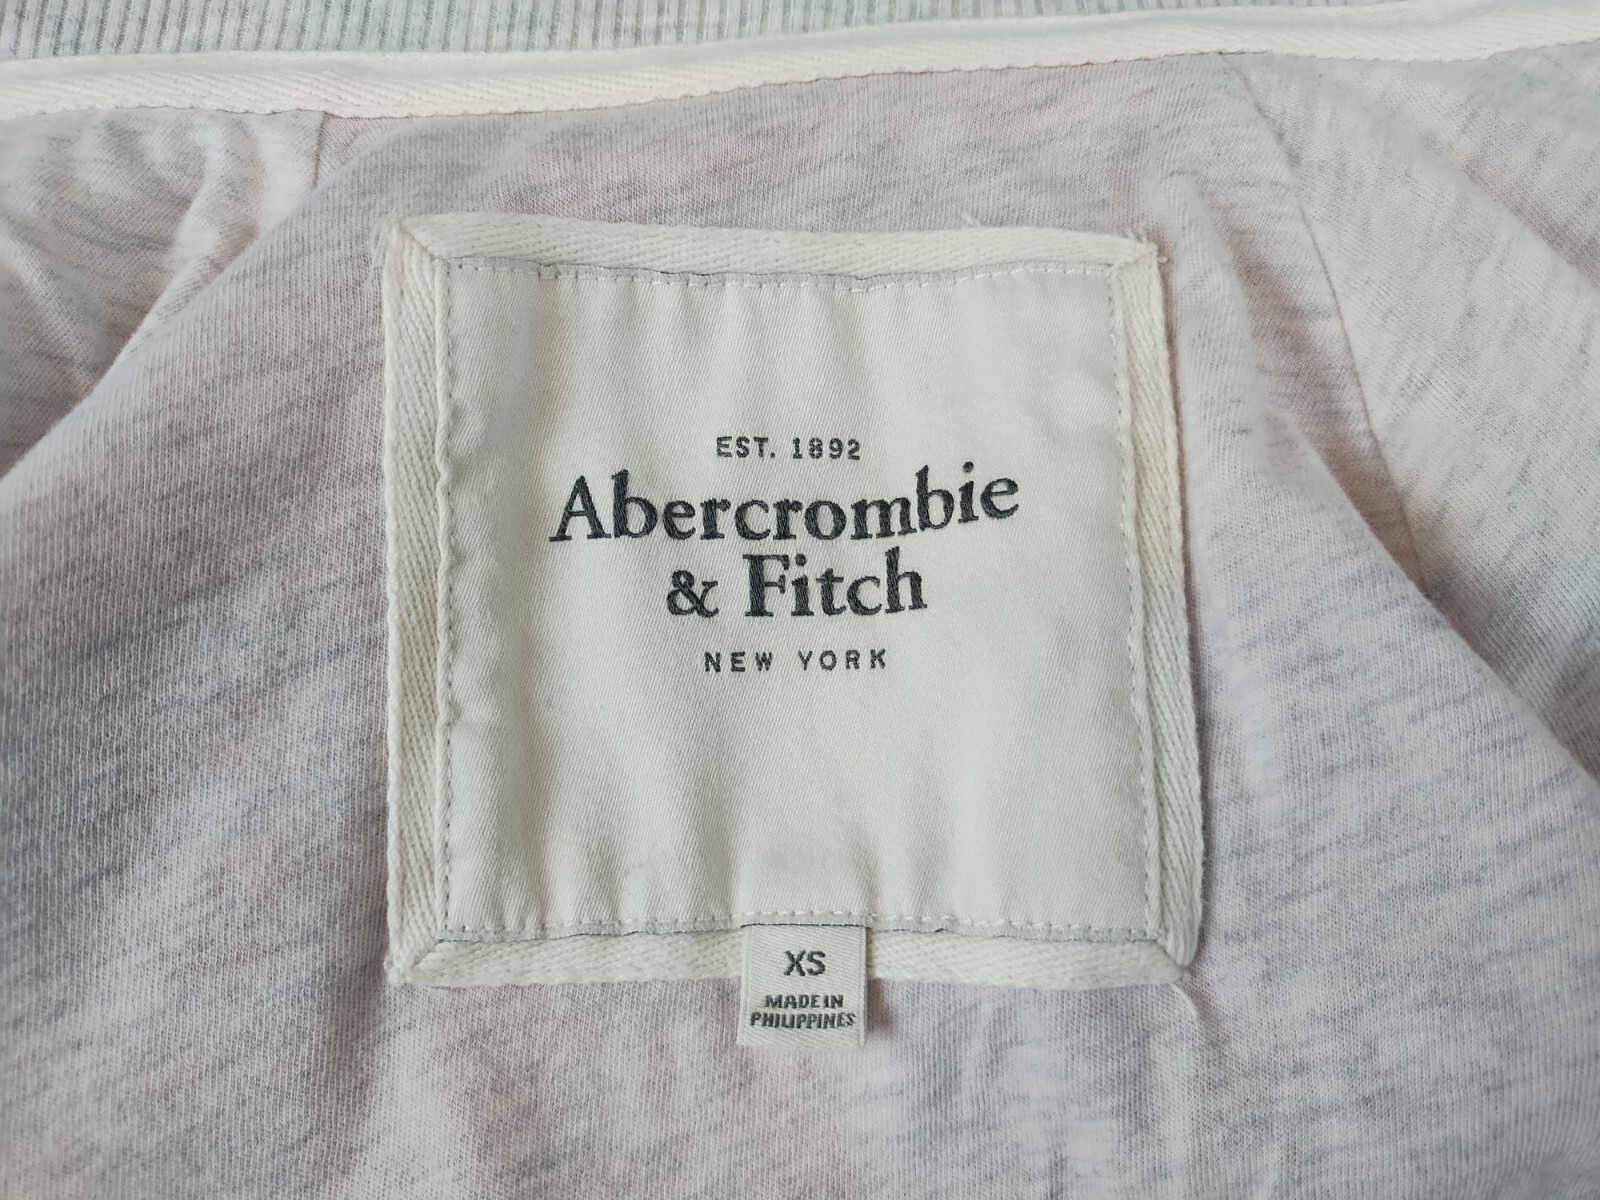 EST. 1892
Abercrombie
& Fitch
NEW YORK
XS
MADE IN
PHILIPPINES